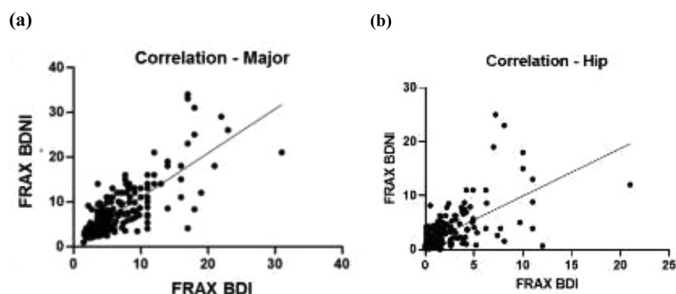 (a)
Correlation - Major
FRAX BDNI
40
30
20
10
0
0 10 20 30 40
FRAX BDI
(b)
Correlation - Hip
FRAX BDNI
30
20
10
0
0 5 10 15 20 25
FRAX BDI